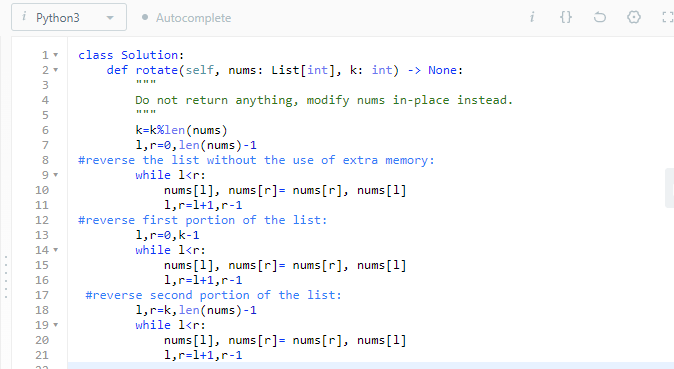 i Python3
Autocomplete
i {}
1 class Solution:
2     def rotate(self, nums: List[int], k: int) -> None:
3         """
4         Do not return anything, modify nums in-place instead.
5         """
6         k=k%len(nums)
7         l,r=0,len(nums)-1
8 #reverse the list without the use of extra memory:
9         while l<r:
10             nums[l], nums[r]= nums[r], nums[l]
11             l,r=l+1,r-1
12 #reverse first portion of the list:
13         l,r=0,k-1
14         while l<r:
15             nums[l], nums[r]= nums[r], nums[l]
16             l,r=l+1,r-1
17  #reverse second portion of the list:
18         l,r=k,len(nums)-1
19         while l<r:
20             nums[l], nums[r]= nums[r], nums[l]
21             l,r=l+1,r-1